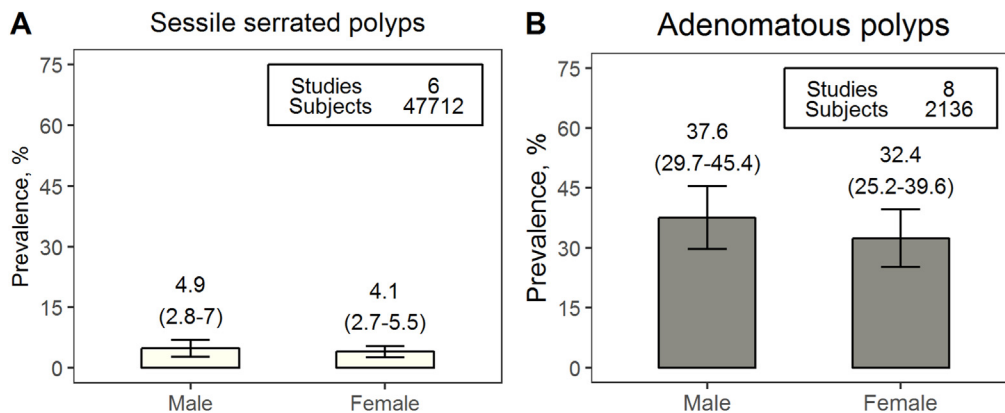 A Sessile serrated polyps
Prevalence, %
75
60
45
30
15
0
Studies 6
Subjects 47712
4.9
(2.8-7)
4.1
(2.7-5.5)
Male Female
B Adenomatous polyps
Prevalence, %
75
60
45
30
15
0
Studies 8
Subjects 2136
37.6
(29.7-45.4)
32.4
(25.2-39.6)
Male Female